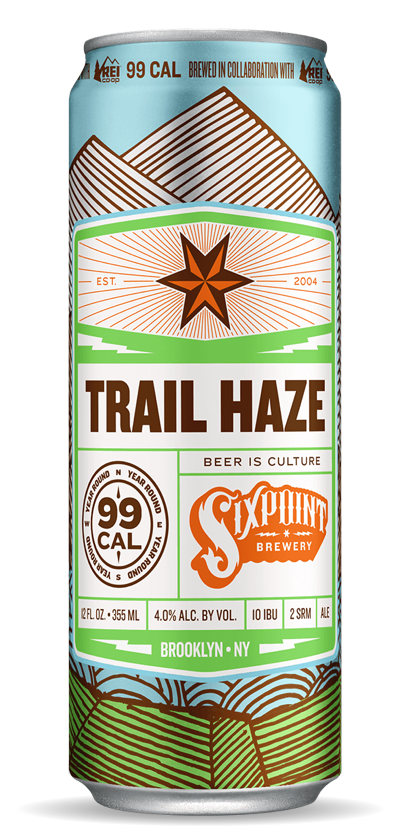 REI
co·op
99 CAL
BREWED IN COLLABORATION WITH
REI
co·op
EST.
2004
TRAIL HAZE
BEER IS CULTURE
YEAR ROUND N YEAR ROUND E YEAR ROUND S YEAR ROUND W
99
CAL
SIXPOINT
BREWERY
12 FL. OZ. • 355 ML
4.0% ALC. BY VOL.
10 IBU
2 SRM
ALE
BROOKLYN • NY